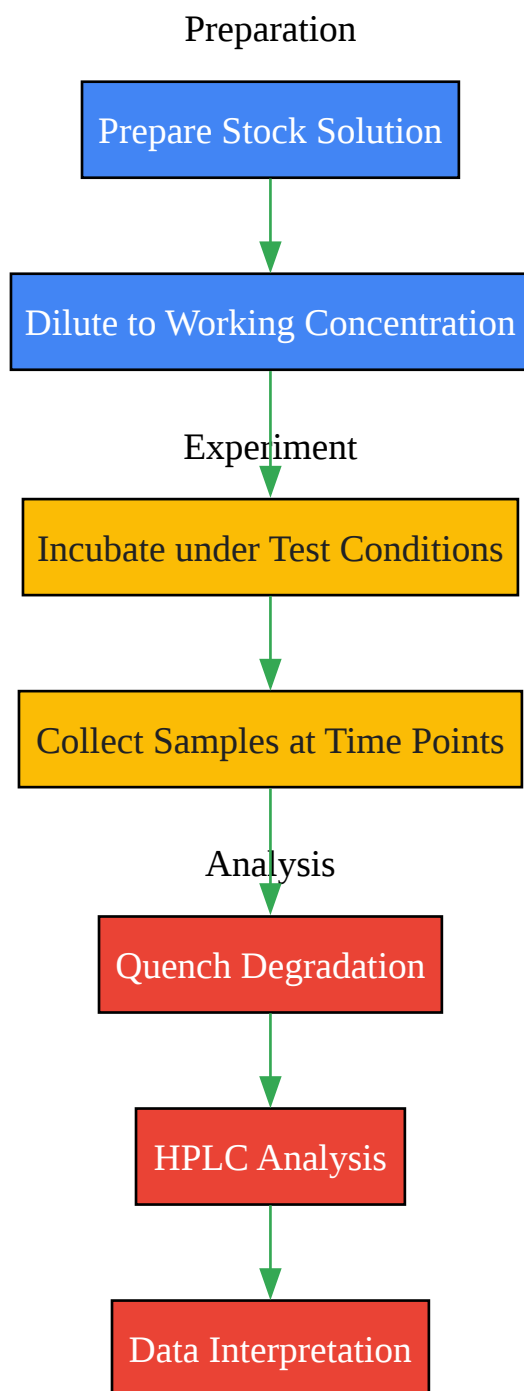 Preparation
Prepare Stock Solution
Dilute to Working Concentration
Experiment
Incubate under Test Conditions
Collect Samples at Time Points
Analysis
Quench Degradation
HPLC Analysis
Data Interpretation